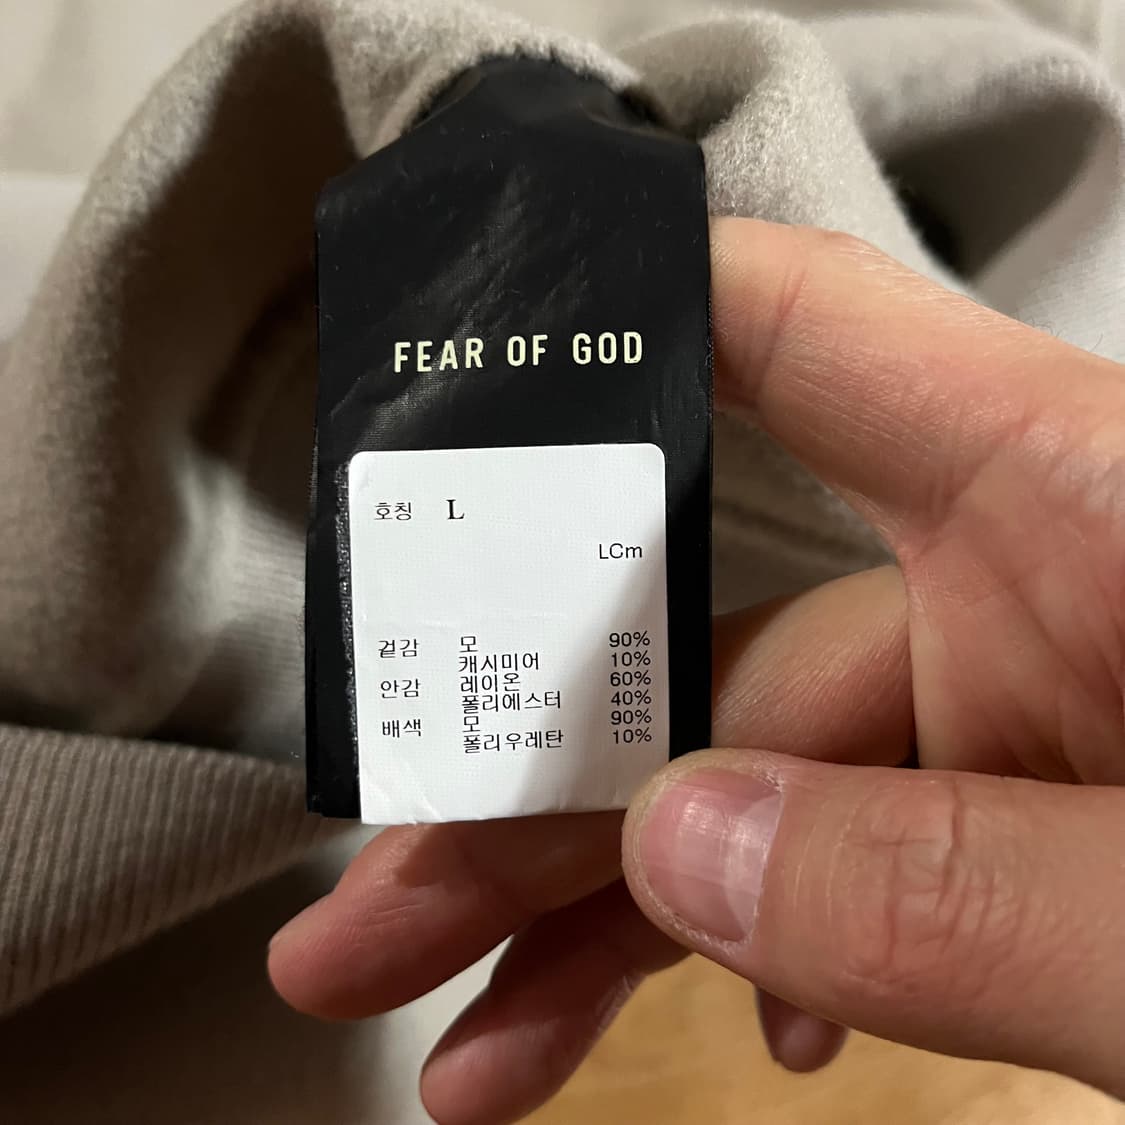 FEAR OF GOD
호칭 L
LCm
겉감 모 90%
캐시미어 10%
안감 레이온 60%
폴리에스터 40%
배색 모 90%
폴리우레탄 10%